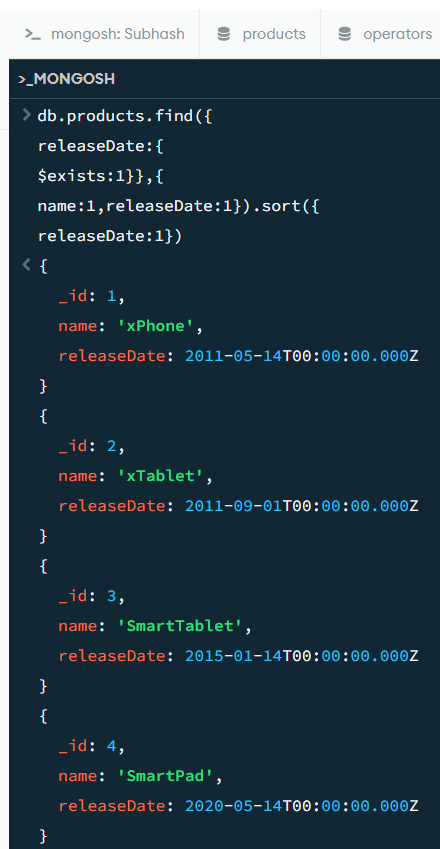 >_ mongosh: Subhash products operators
>_MONGOSH
> db.products.find({
releaseDate:{
$exists:1}},{
name:1,releaseDate:1}).sort({
releaseDate:1})
< {
_id: 1,
name: 'xPhone',
releaseDate: 2011-05-14T00:00:00.000Z
}
{
_id: 2,
name: 'xTablet',
releaseDate: 2011-09-01T00:00:00.000Z
}
{
_id: 3,
name: 'SmartTablet',
releaseDate: 2015-01-14T00:00:00.000Z
}
{
_id: 4,
name: 'SmartPad',
releaseDate: 2020-05-14T00:00:00.000Z
}